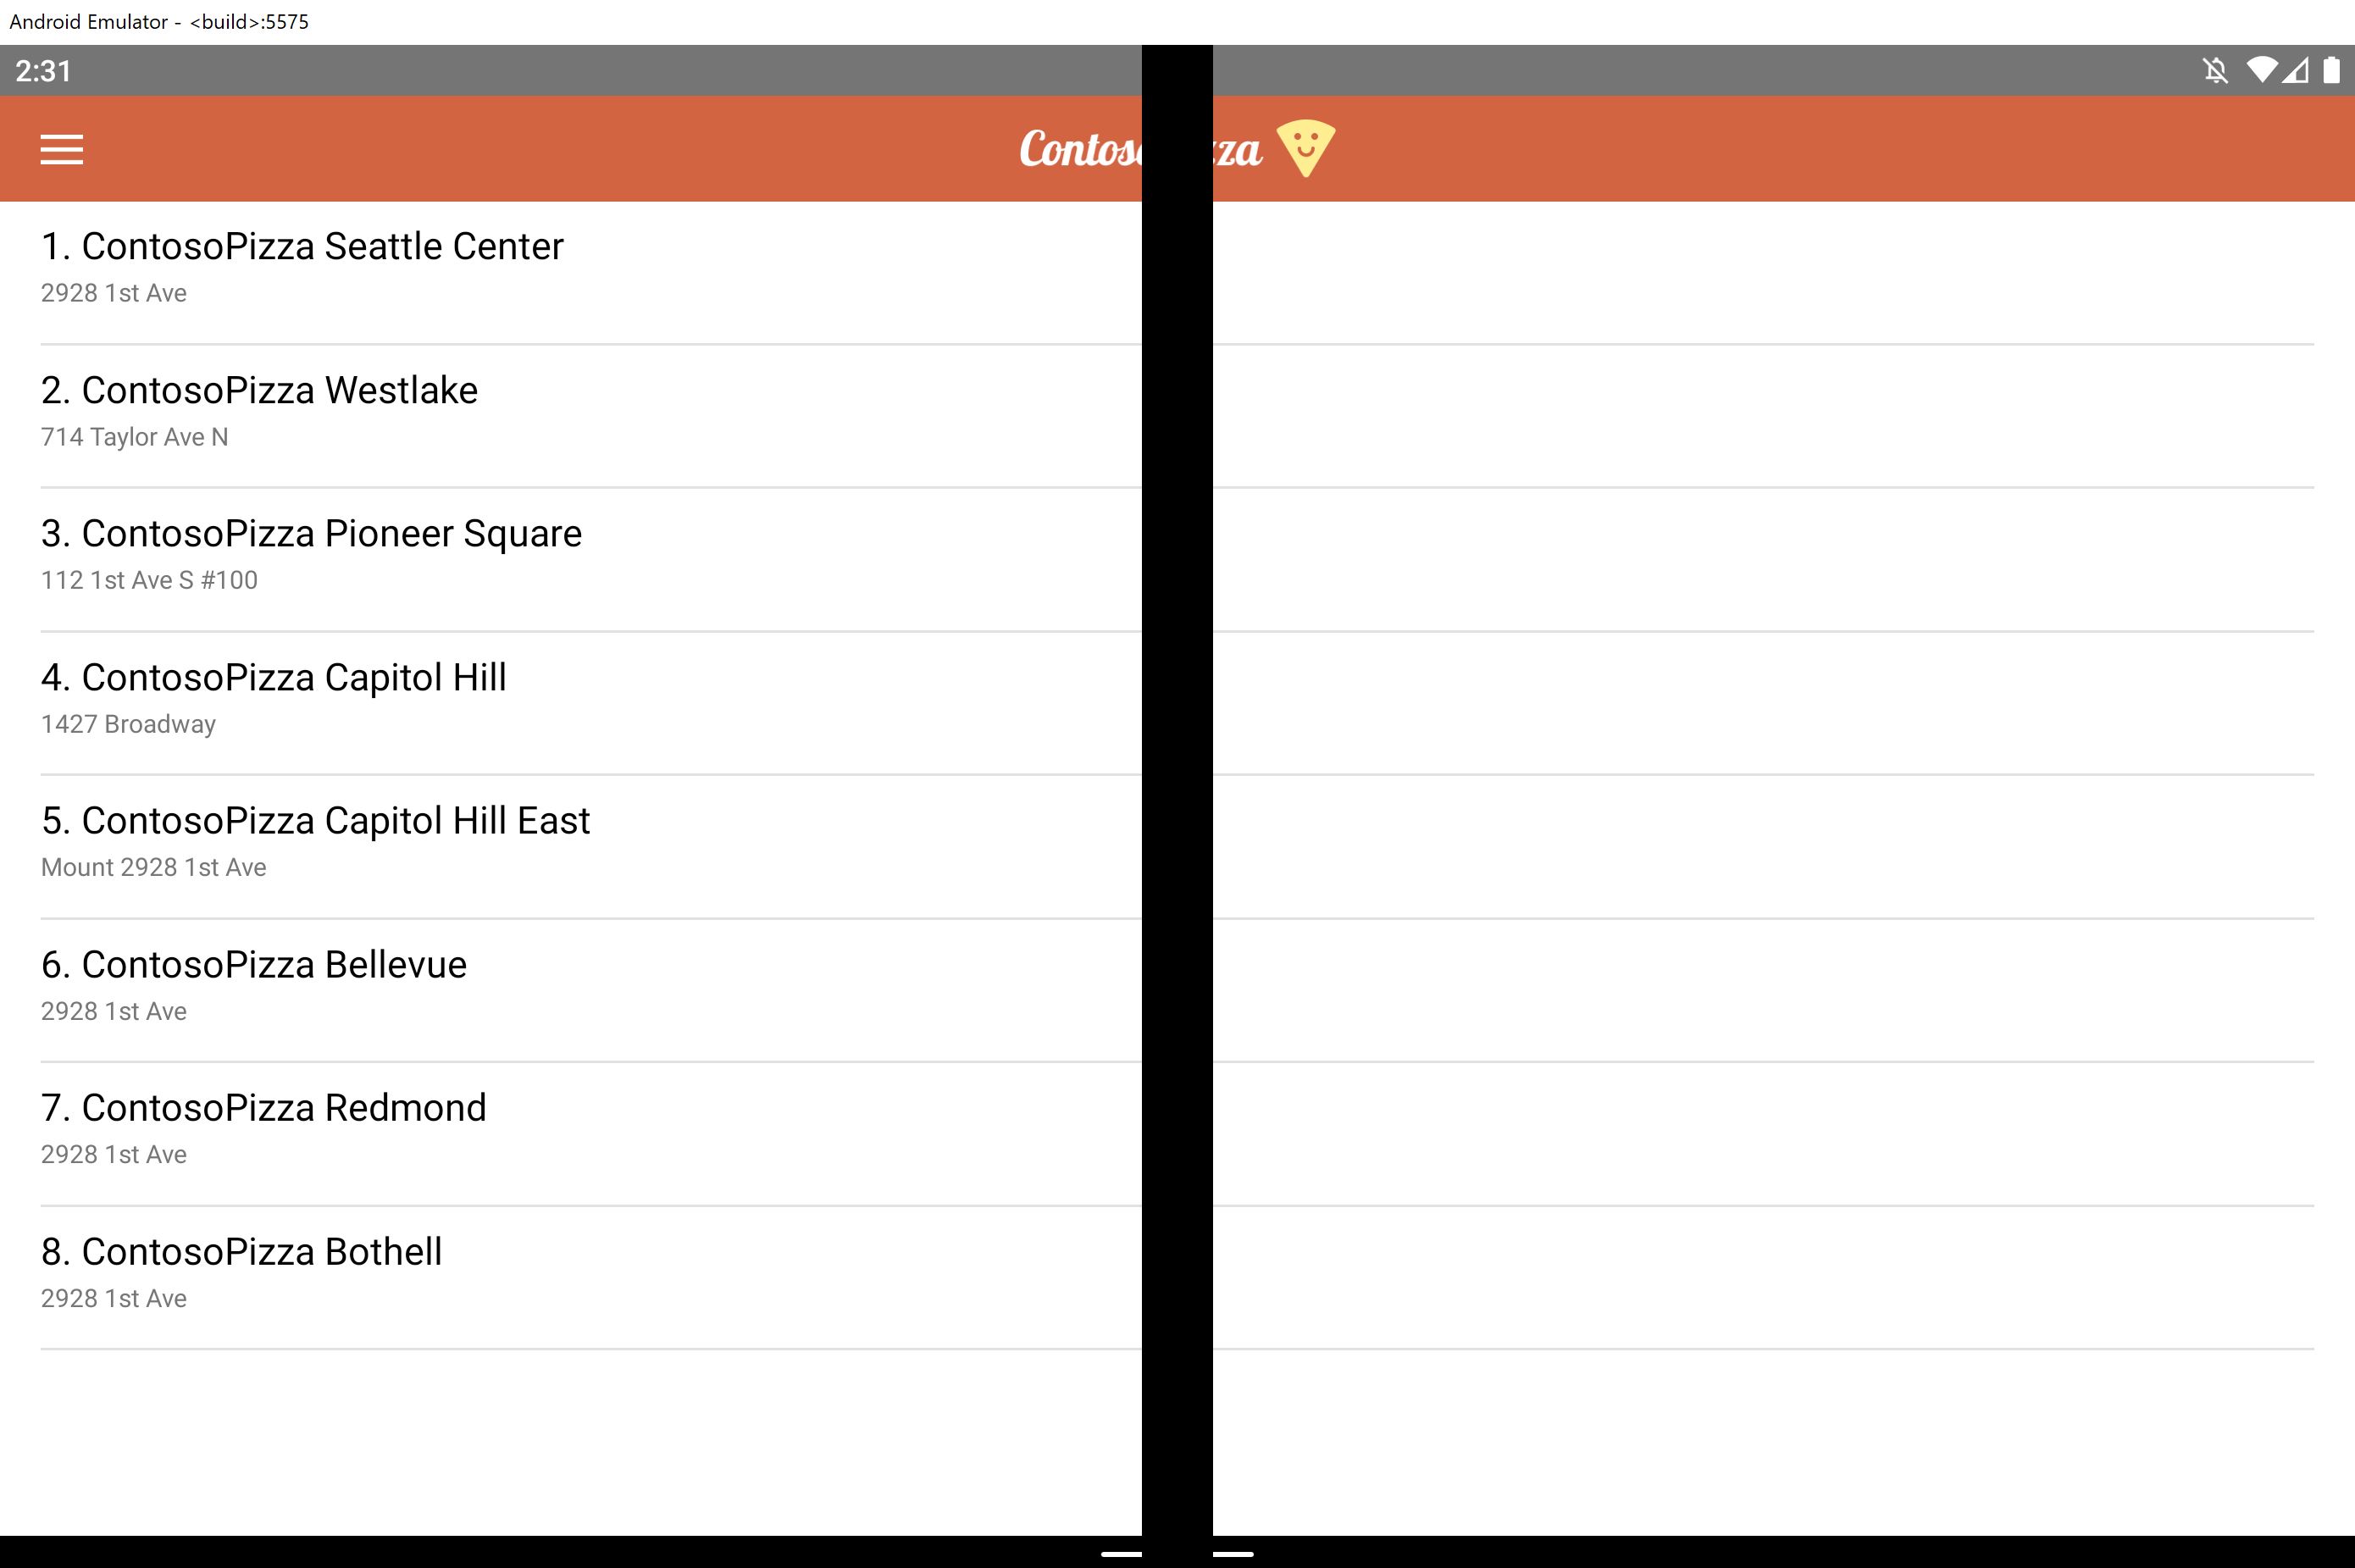 Android Emulator - <build>:5575
2:31
Contoso zza
1. ContosoPizza Seattle Center
2928 1st Ave
2. ContosoPizza Westlake
714 Taylor Ave N
3. ContosoPizza Pioneer Square
112 1st Ave S #100
4. ContosoPizza Capitol Hill
1427 Broadway
5. ContosoPizza Capitol Hill East
Mount 2928 1st Ave
6. ContosoPizza Bellevue
2928 1st Ave
7. ContosoPizza Redmond
2928 1st Ave
8. ContosoPizza Bothell
2928 1st Ave